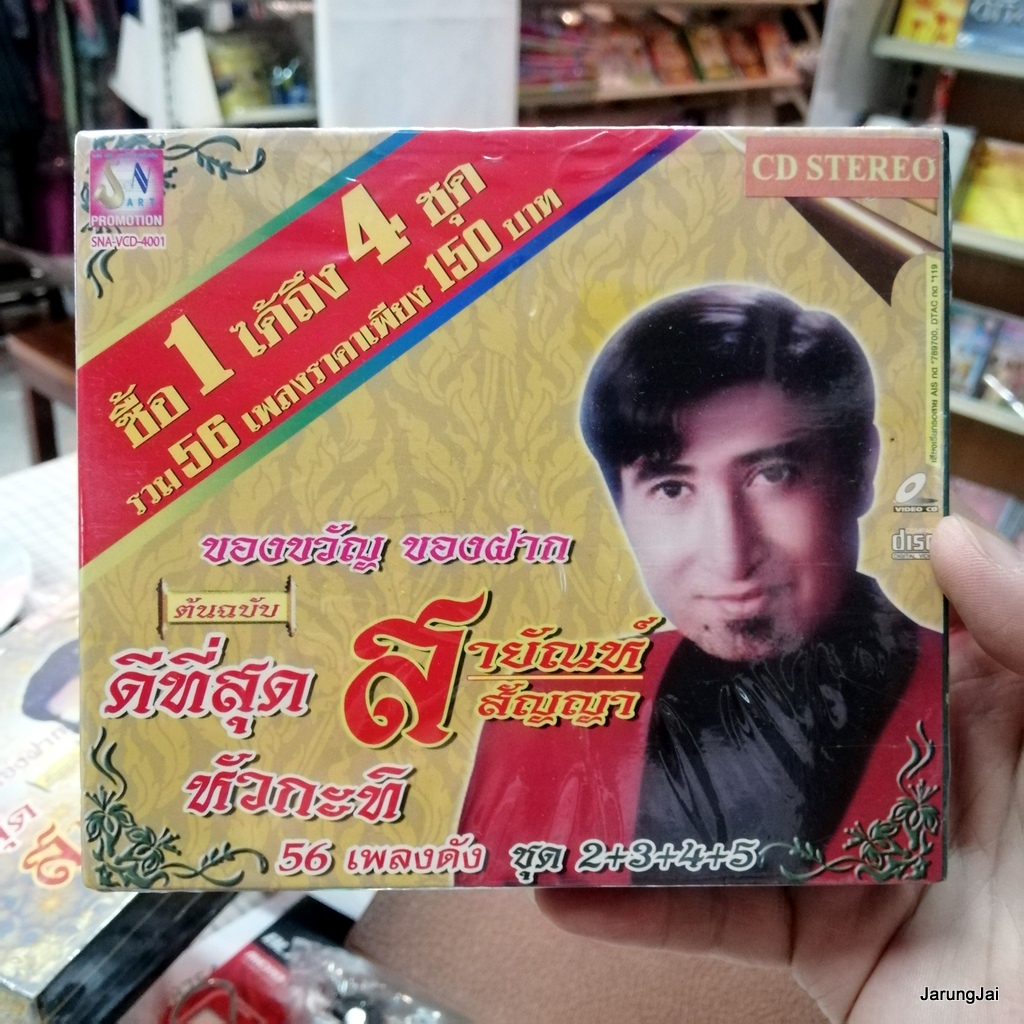 SN
ART
PROMOTION
SNA-VCD-4001
CD STEREO
ซื้อ 1 ได้ถึง 4 ชุด
รวม 56 เพลงราคาเพียง 150 บาท
VIDEO CD
ของขวัญ ของฝาก
ต้นฉบับ
ดีที่สุด
สายัณห์
สัญญา
หัวกะทิ
56 เพลงดัง ชุด 2+3+4+5
JarungJai